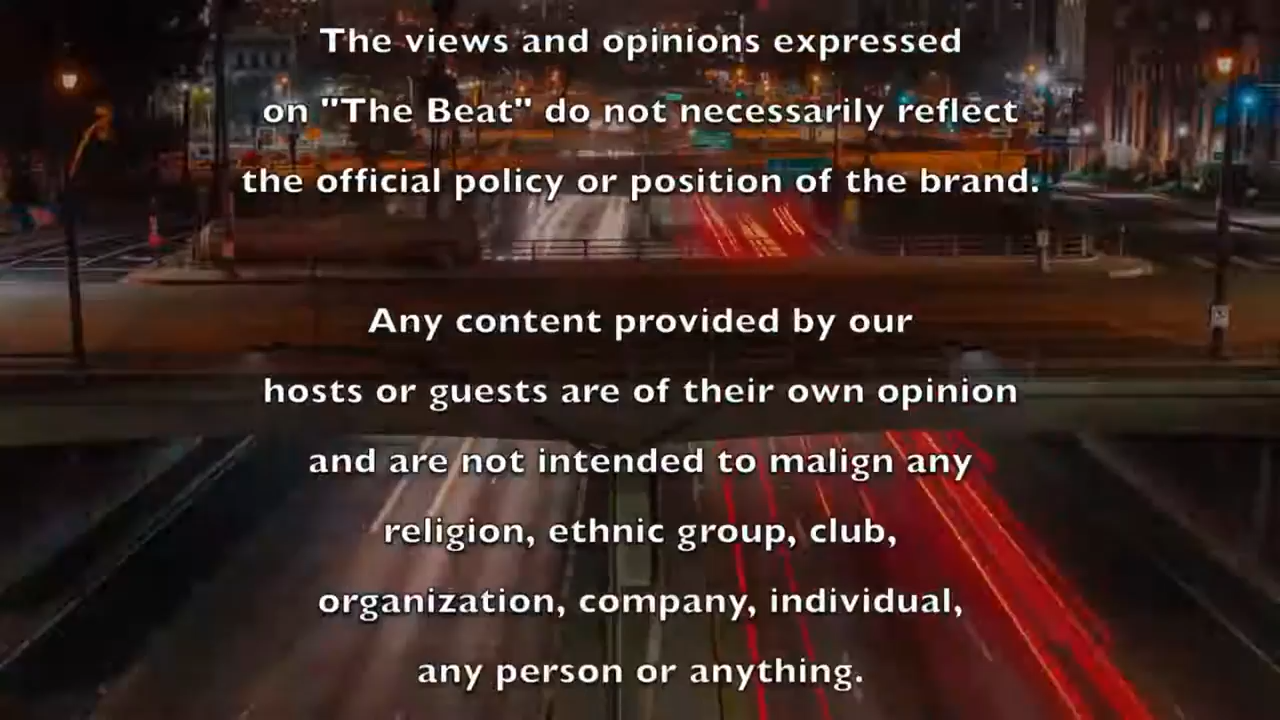 The views and opinions expressed
on "The Beat" do not necessarily reflect
the official policy or position of the brand.
Any content provided by our
hosts or guests are of their own opinion
and are not intended to malign any
religion, ethnic group, club,
organization, company, individual,
any person or anything.